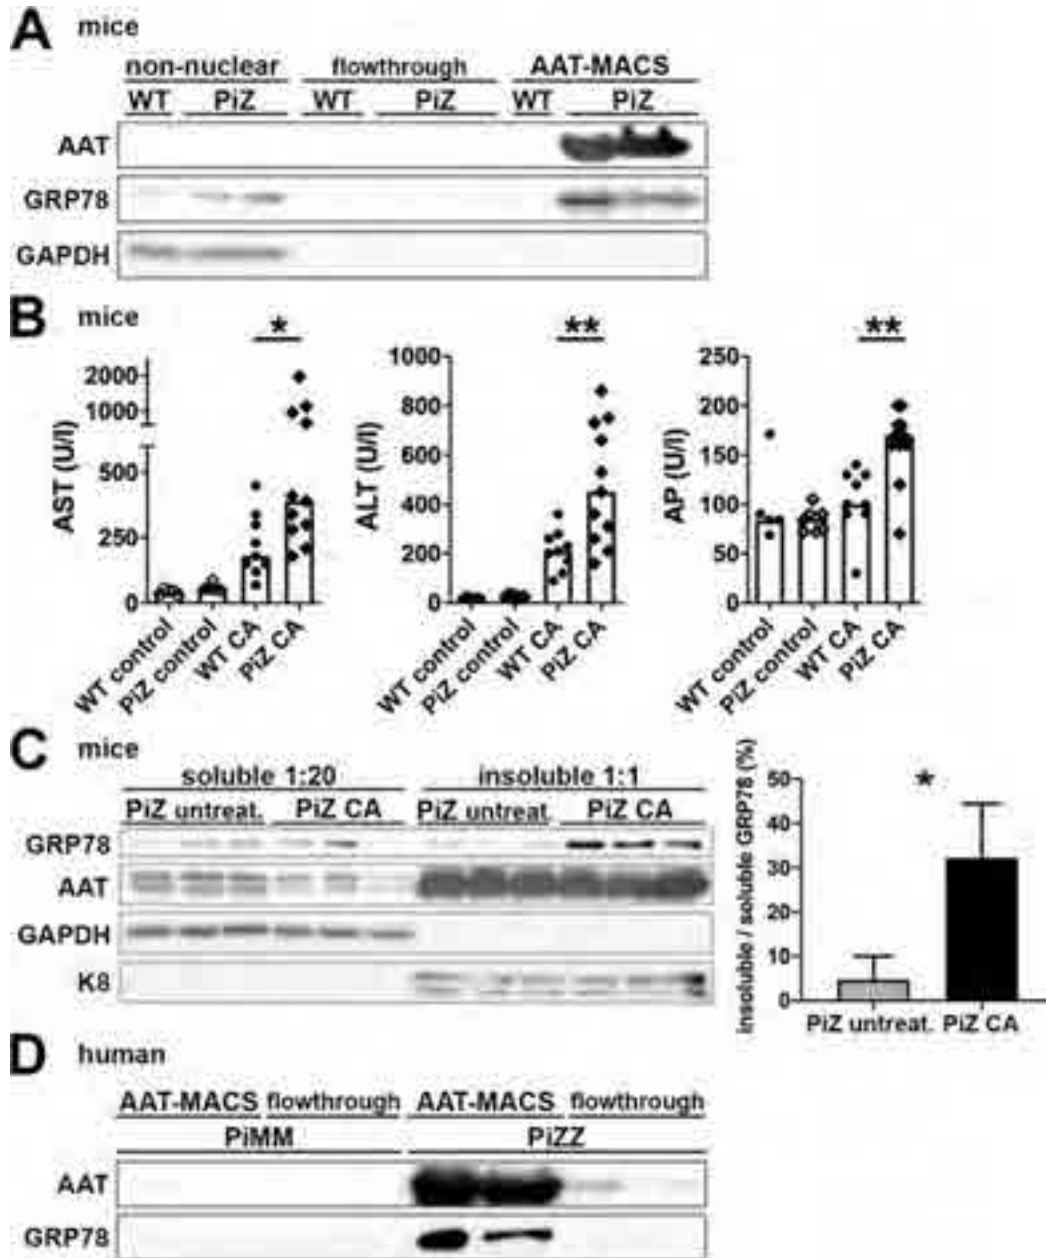 A mice
non-nuclear flowthrough AAT-MACS
WT PiZ WT PiZ WT PiZ
AAT
GRP78
GAPDH
B mice
* ** **
AST (U/l)
2000
1000
500
250
0
WT control
PiZ control
WT CA
PiZ CA
ALT (U/l)
1000
800
600
400
200
0
WT control
PiZ control
WT CA
PiZ CA
AP (U/l)
250
200
150
100
50
0
WT control
PiZ control
WT CA
PiZ CA
C mice
soluble 1:20 insoluble 1:1
PiZ untreat. PiZ CA PiZ untreat. PiZ CA
GRP78
AAT
GAPDH
K8
insoluble / soluble GRP78 (%)
50
40
30
20
10
0
*
PiZ untreat. PiZ CA
D human
AAT-MACS flowthrough AAT-MACS flowthrough
PiMM PiZZ
AAT
GRP78